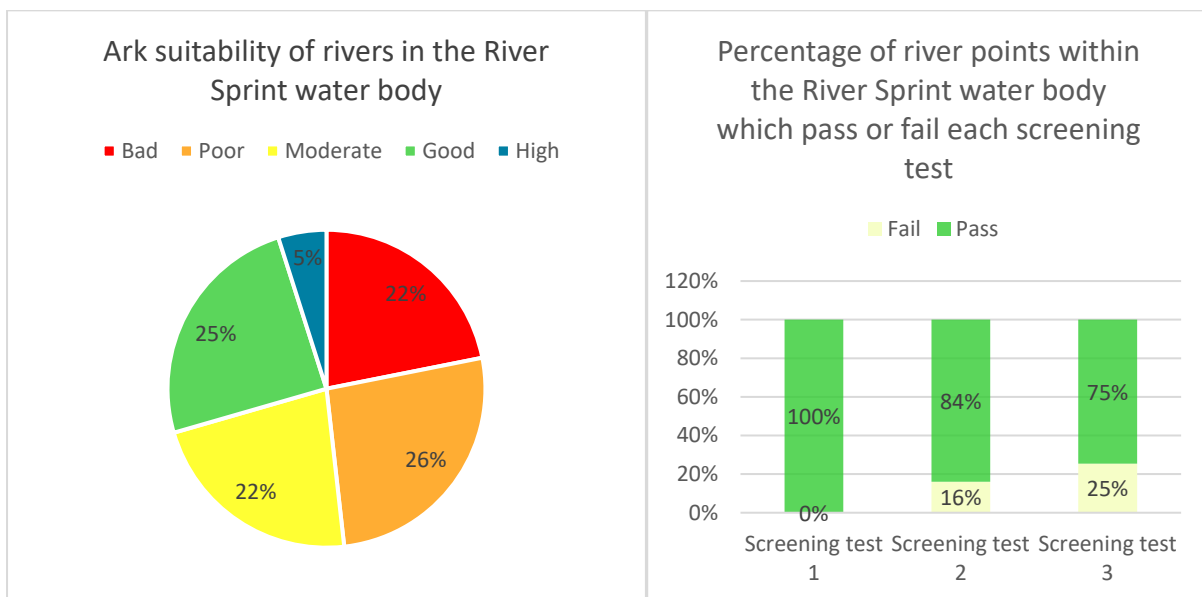 Ark suitability of rivers in the River
Sprint water body
Bad Poor Moderate Good High
5%
22%
25%
22%
26%
Percentage of river points within
the River Sprint water body
which pass or fail each screening
test
Fail Pass
120%
100%
80%
60%
40%
20%
0%
100%
84%
75%
0%
16%
25%
Screening test
1
Screening test
2
Screening test
3